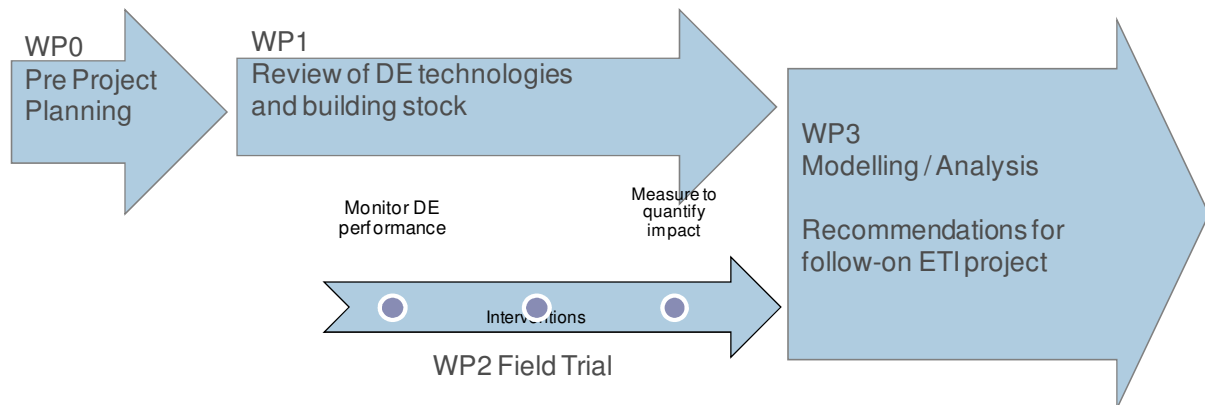 WP0
Pre Project
Planning
WP1
Review of DE technologies
and building stock
Monitor DE
performance
Measure to
quantify
impact
Interventions
WP2 Field Trial
WP3
Modelling / Analysis
Recommendations for
follow-on ETI project